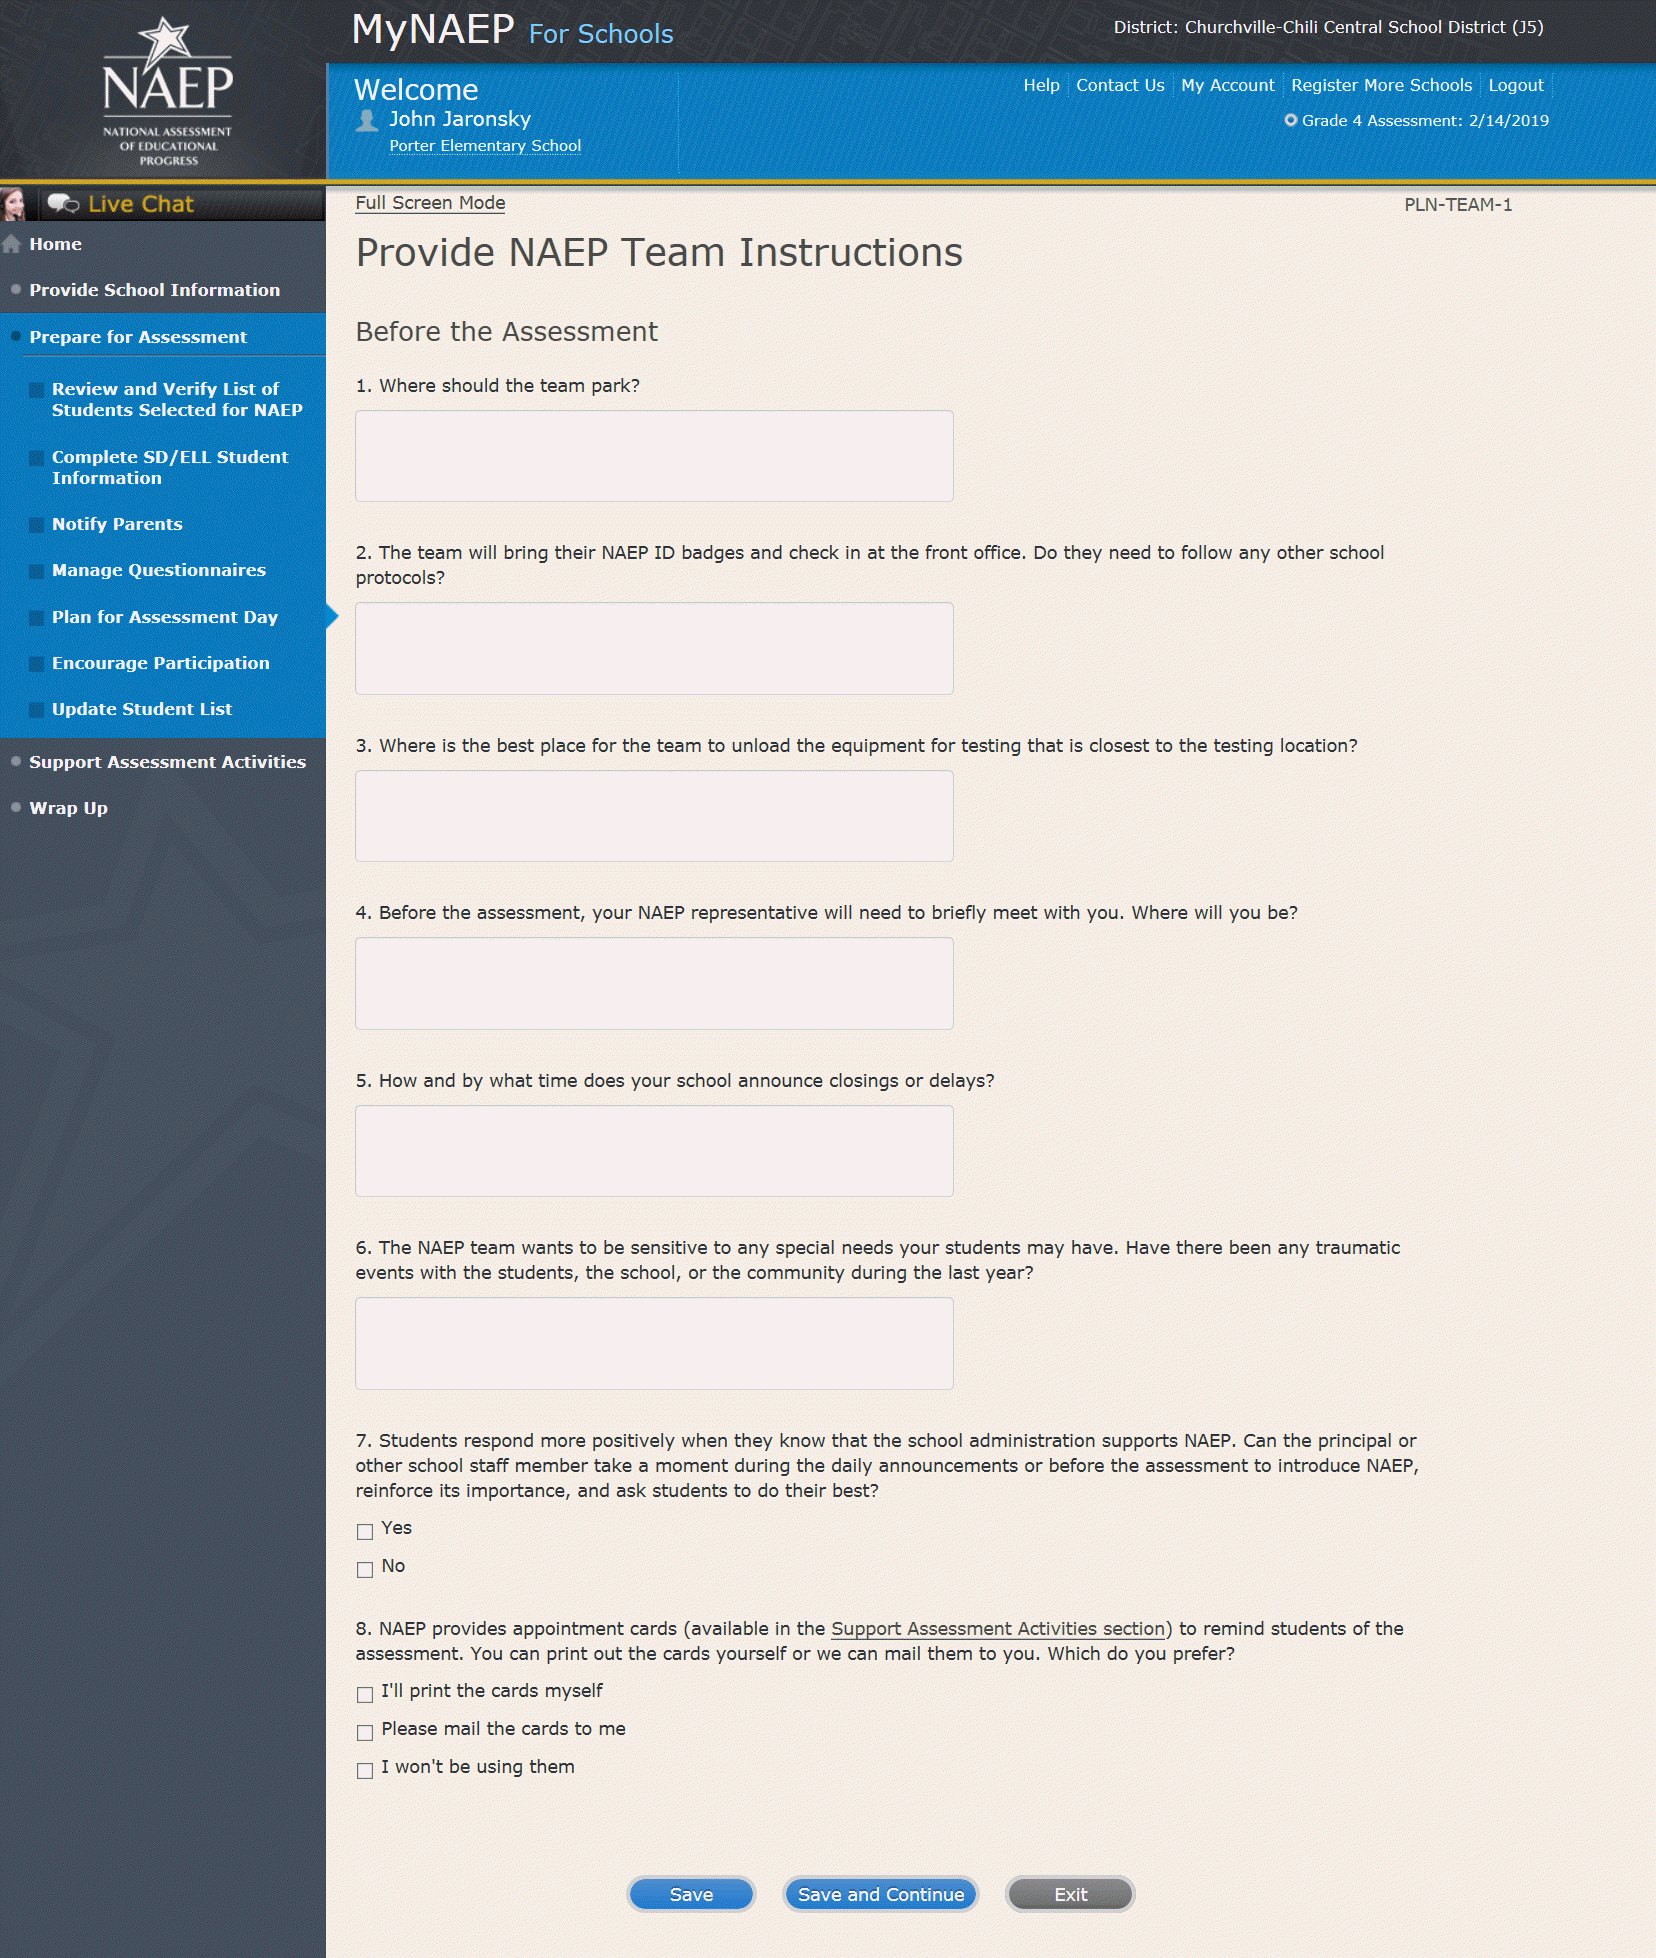 MyNAEP For Schools
District: Churchville-Chili Central School District (J5)
NAEP
NATIONAL ASSESSMENT
OF EDUCATIONAL
PROGRESS
Welcome
John Jaronsky
Porter Elementary School
Help Contact Us My Account Register More Schools Logout
Grade 4 Assessment: 2/14/2019
Live Chat
Home
Provide School Information
Prepare for Assessment
Review and Verify List of
Students Selected for NAEP
Complete SD/ELL Student
Information
Notify Parents
Manage Questionnaires
Plan for Assessment Day
Encourage Participation
Update Student List
Support Assessment Activities
Wrap Up
Full Screen Mode
PLN-TEAM-1
Provide NAEP Team Instructions
Before the Assessment
1. Where should the team park?
2. The team will bring their NAEP ID badges and check in at the front office. Do they need to follow any other school
protocols?
3. Where is the best place for the team to unload the equipment for testing that is closest to the testing location?
4. Before the assessment, your NAEP representative will need to briefly meet with you. Where will you be?
5. How and by what time does your school announce closings or delays?
6. The NAEP team wants to be sensitive to any special needs your students may have. Have there been any traumatic
events with the students, the school, or the community during the last year?
7. Students respond more positively when they know that the school administration supports NAEP. Can the principal or
other school staff member take a moment during the daily announcements or before the assessment to introduce NAEP,
reinforce its importance, and ask students to do their best?
Yes
No
8. NAEP provides appointment cards (available in the Support Assessment Activities section) to remind students of the
assessment. You can print out the cards yourself or we can mail them to you. Which do you prefer?
I'll print the cards myself
Please mail the cards to me
I won't be using them
Save Save and Continue Exit